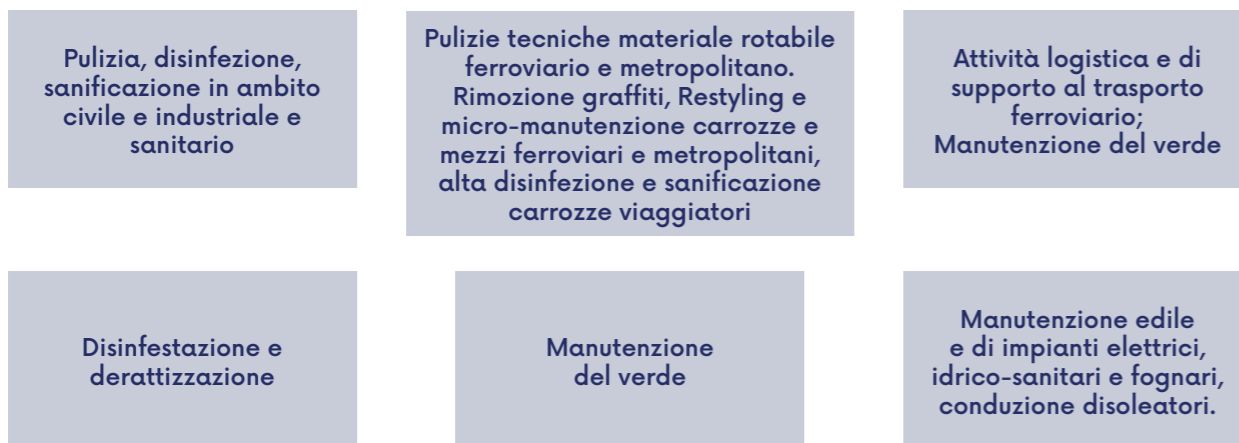 Pulizia, disinfezione,
sanificazione in ambito
civile e industriale e
sanitario
Pulizie tecniche materiale rotabile
ferroviario e metropolitano.
Rimozione graffiti, Restyling e
micro-manutenzione carrozze e
mezzi ferroviari e metropolitani,
alta disinfezione e sanificazione
carrozze viaggiatori
Attività logistica e di
supporto al trasporto
ferroviario;
Manutenzione del verde
Disinfestazione e
derattizzazione
Manutenzione
del verde
Manutenzione edile
e di impianti elettrici,
idrico-sanitari e fognari,
conduzione disoleatori.